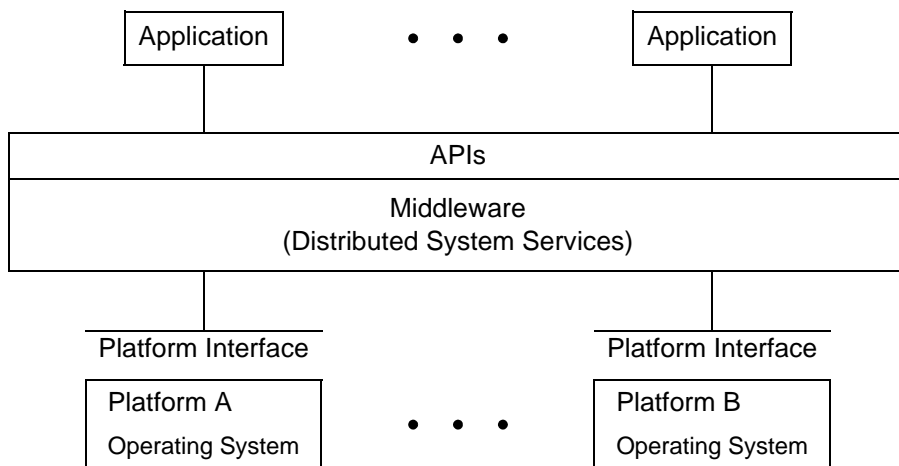 Application
Application
APIs
Middleware
(Distributed System Services)
Platform Interface
Platform Interface
Platform A
Operating System
Platform B
Operating System